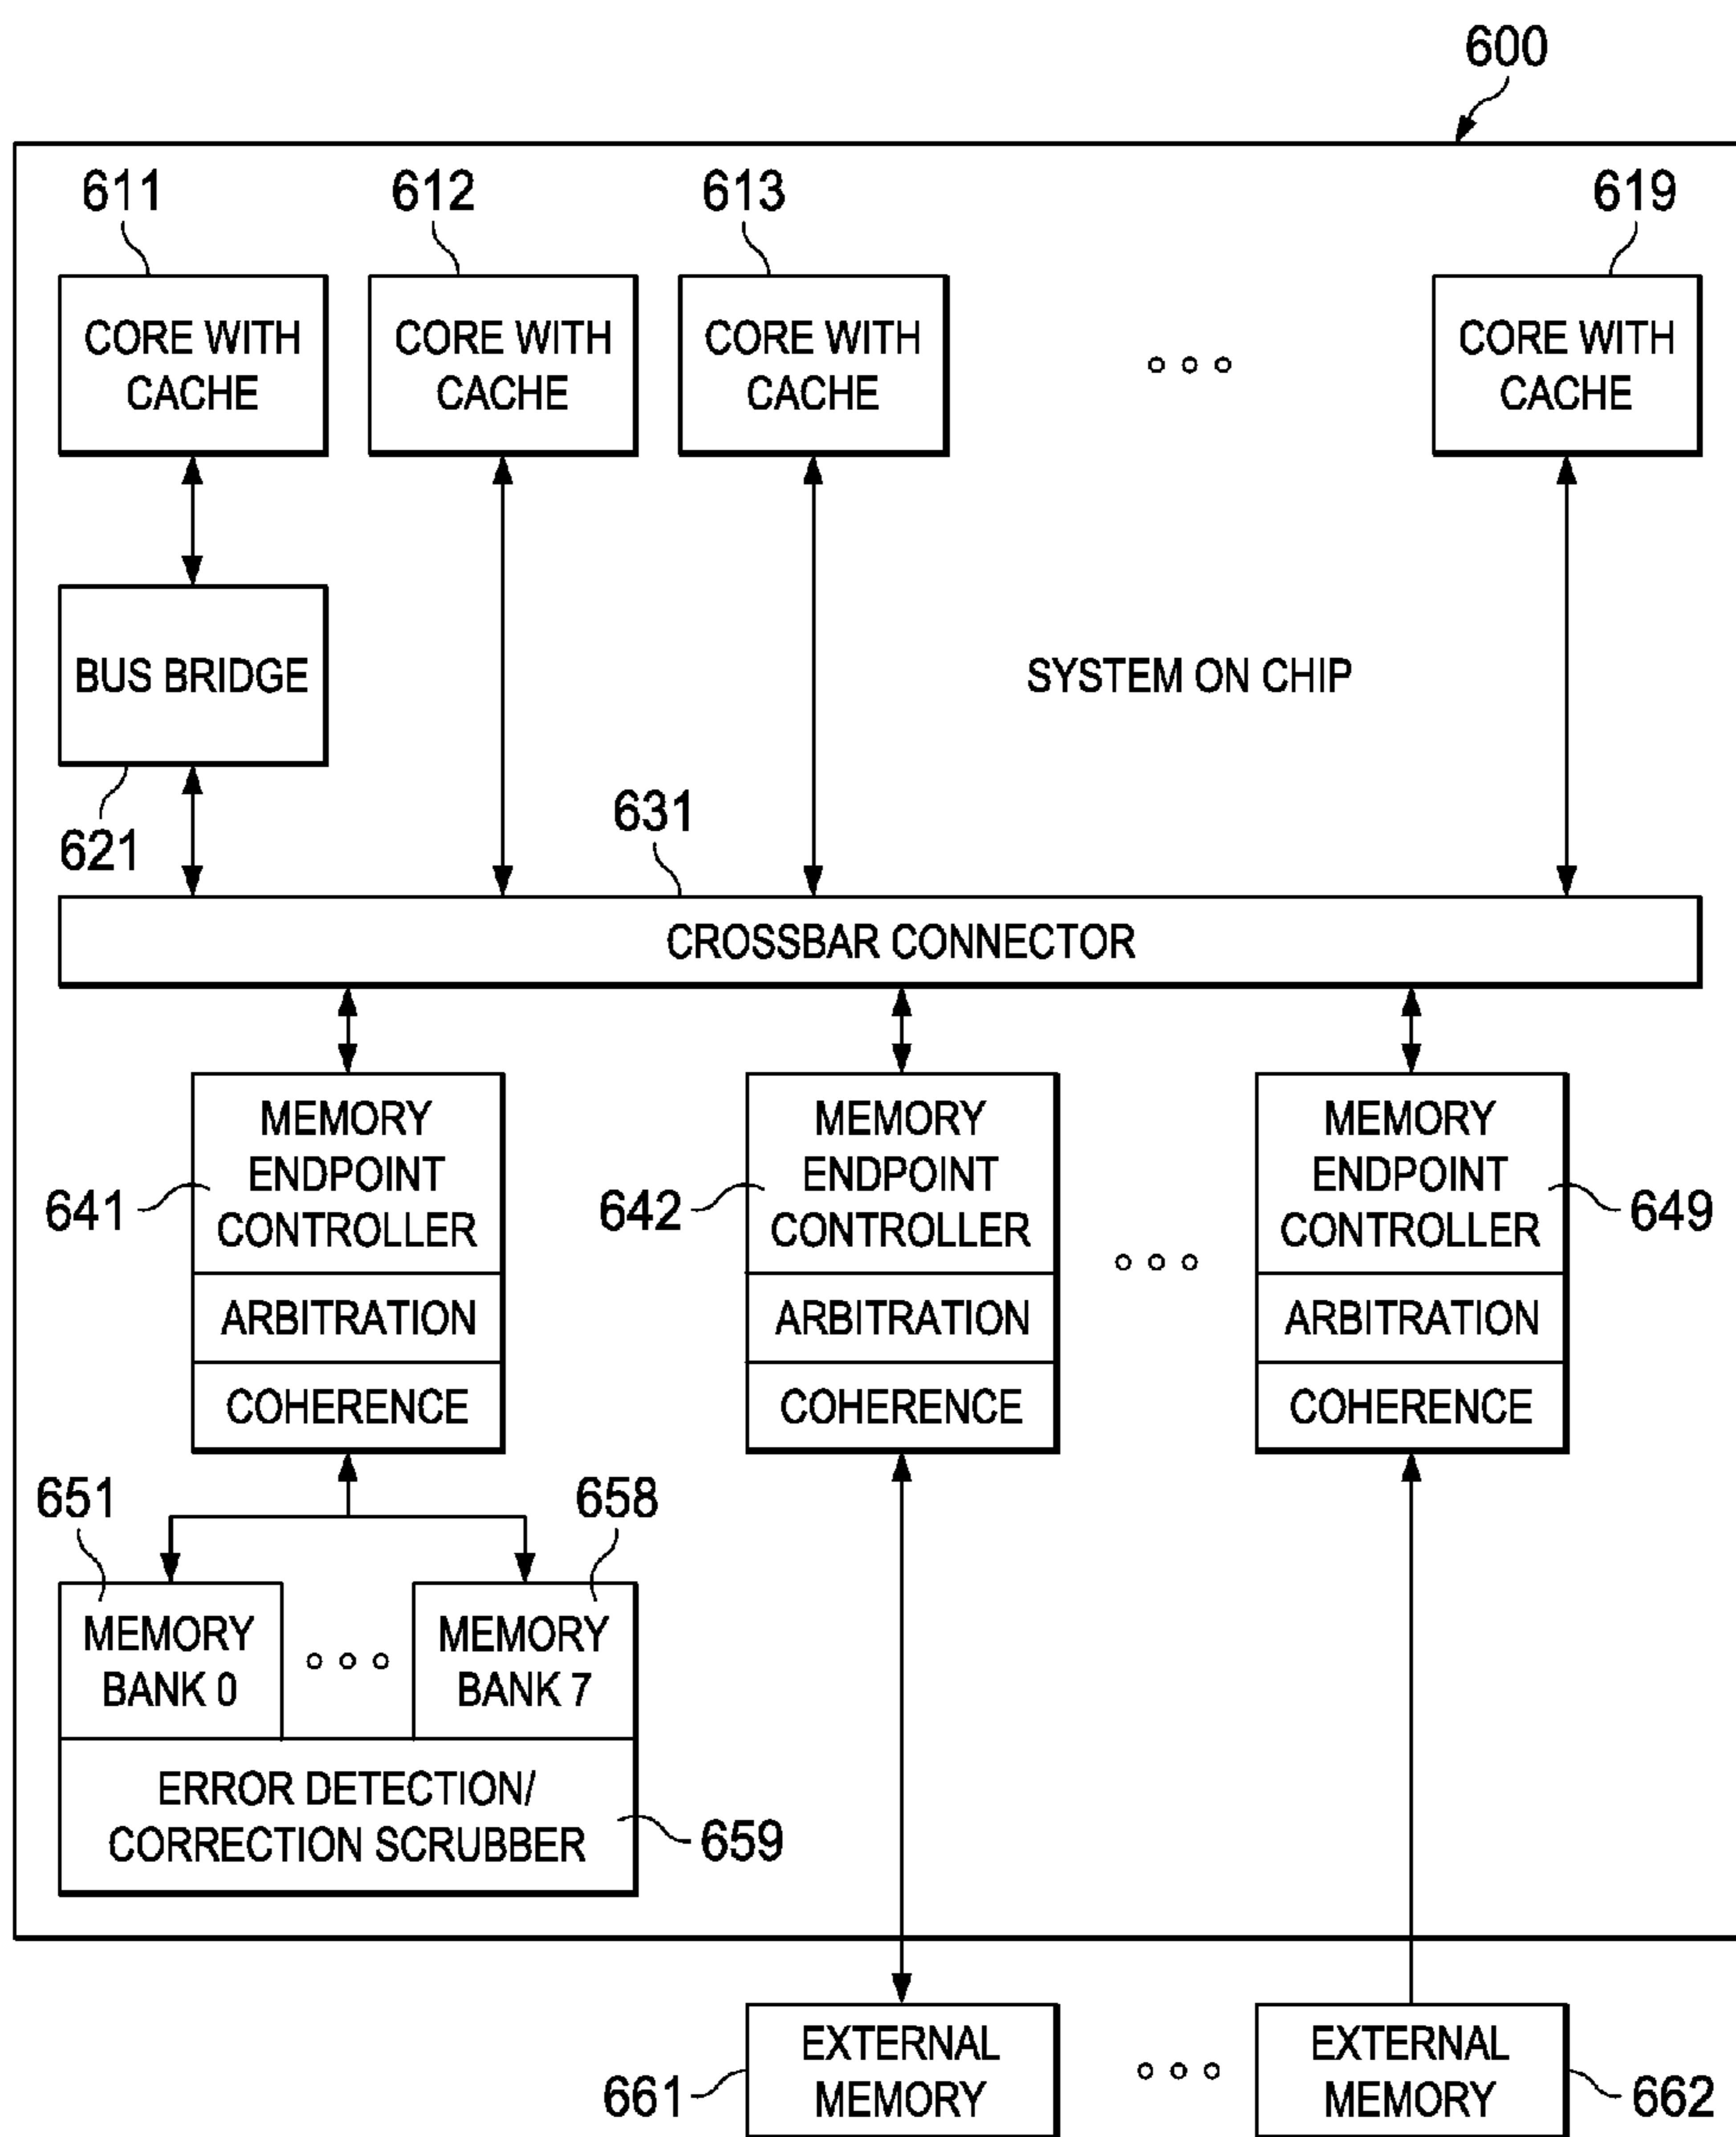 600
611
612
613
619
CORE WITH
CACHE
CORE WITH
CACHE
CORE WITH
CACHE
CORE WITH
CACHE
BUS BRIDGE
SYSTEM ON CHIP
621
631
CROSSBAR CONNECTOR
MEMORY
ENDPOINT
CONTROLLER
641
ARBITRATION
COHERENCE
MEMORY
ENDPOINT
CONTROLLER
642
ARBITRATION
COHERENCE
MEMORY
ENDPOINT
CONTROLLER
649
ARBITRATION
COHERENCE
651
658
MEMORY
BANK 0
MEMORY
BANK 7
ERROR DETECTION/
CORRECTION SCRUBBER
659
EXTERNAL
MEMORY
661
EXTERNAL
MEMORY
662